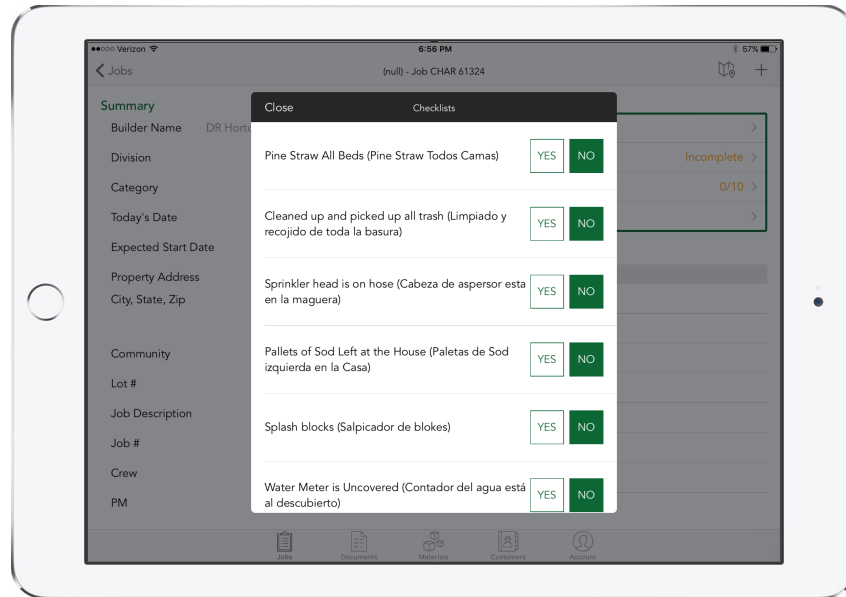 Verizon
6:56 PM
57%
Jobs
(null) - Job CHAR 61324
Summary
Builder Name DR Horto
Division
Incomplete
Category
0/10
Today's Date
Expected Start Date
Property Address
City, State, Zip
Community
Lot #
Job Description
Job #
Crew
PM
Close
Checklists
Pine Straw All Beds (Pine Straw Todos Camas)
YES NO
Cleaned up and picked up all trash (Limpiado y
recojido de toda la basura)
YES NO
Sprinkler head is on hose (Cabeza de aspersor esta
en la maguera)
YES NO
Pallets of Sod Left at the House (Paletas de Sod
izquierda en la Casa)
YES NO
Splash blocks (Salpicador de blokes)
YES NO
Water Meter is Uncovered (Contador del agua está
al descubierto)
YES NO
Jobs Documents Materials Customers Account